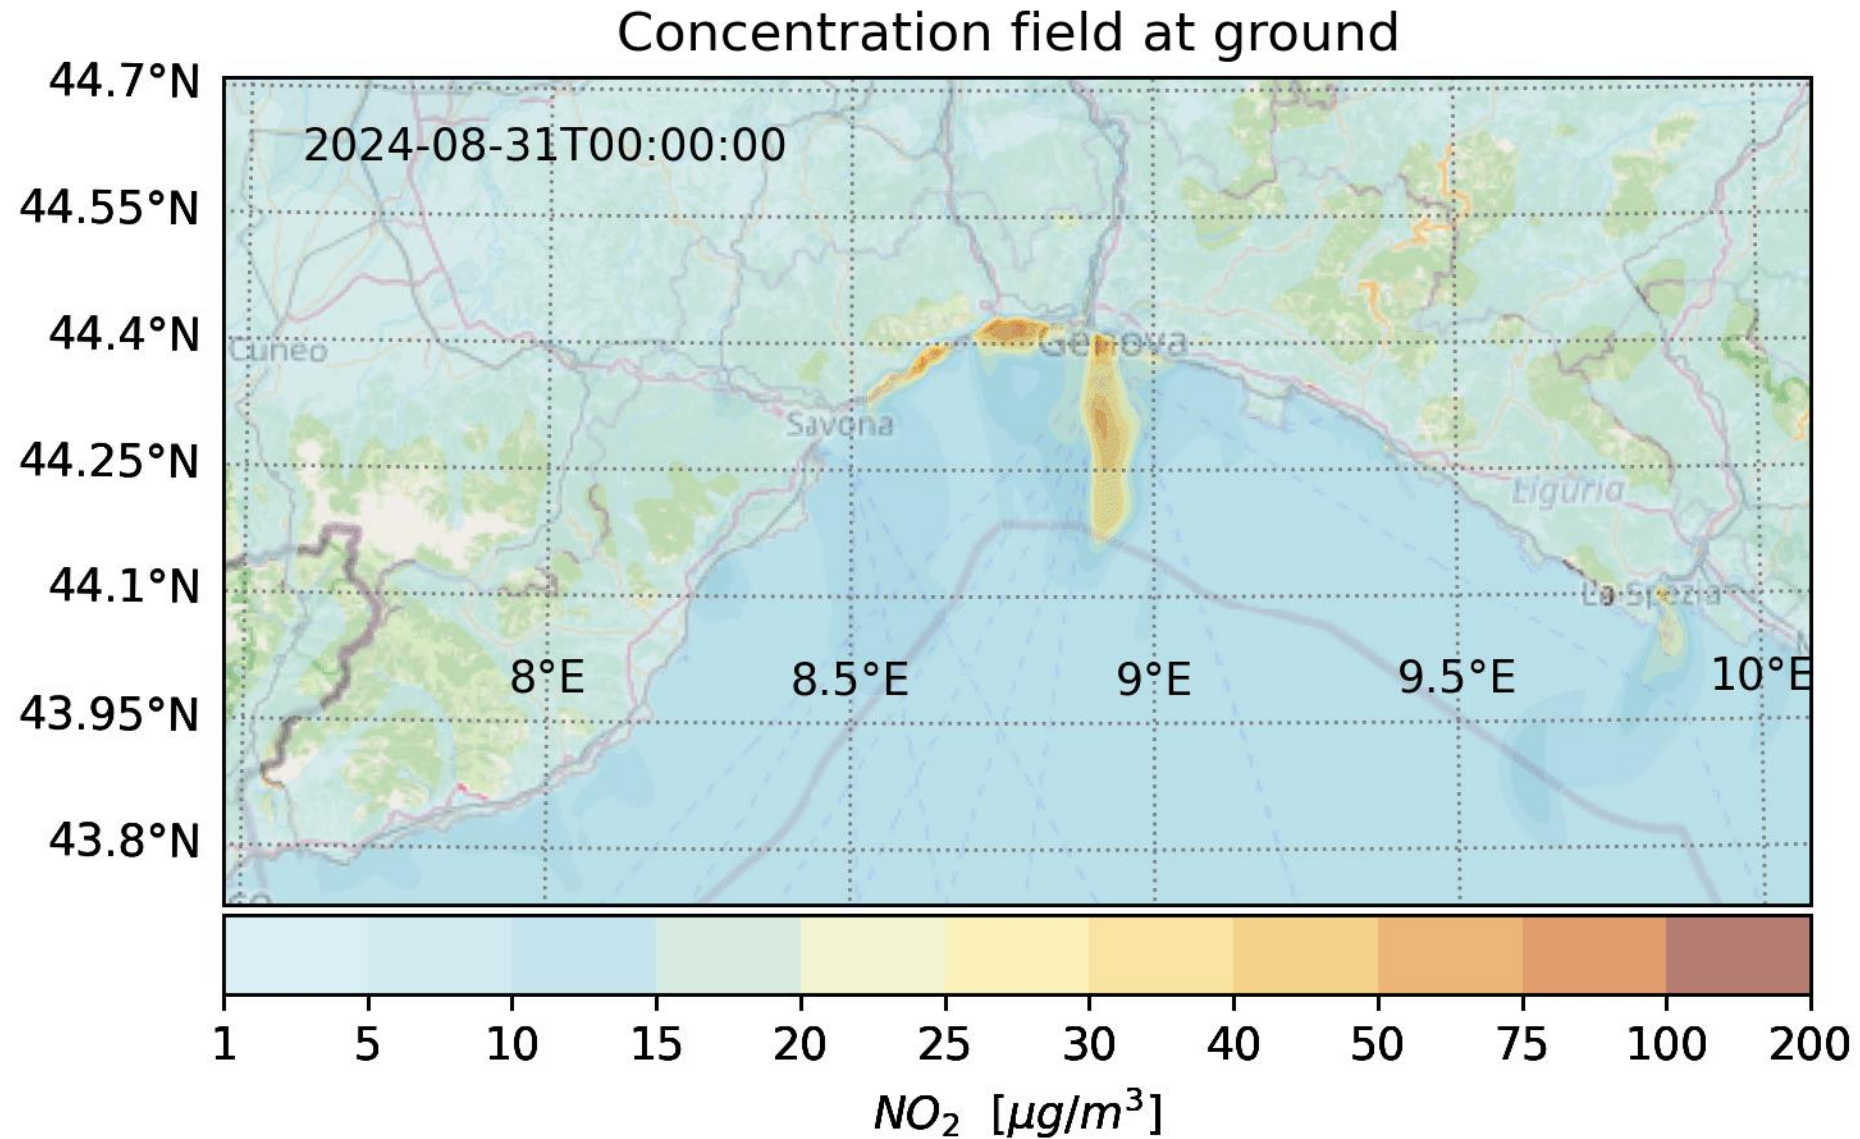 Concentration field at ground
44.7°N
2024-08-31T00:00:00
44.55°N
44.4°N
Cuneo
Genova
Savona
44.25°N
Liguria
44.1°N
La Spezia
8°E 8.5°E 9°E 9.5°E 10°E
43.95°N
43.8°N
1 5 10 15 20 25 30 40 50 75 100 200
NO₂ [μg/m³]